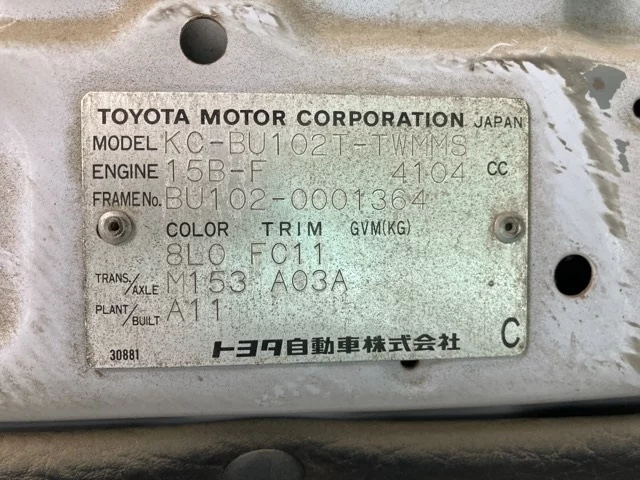 TOYOTA MOTOR CORPORATION JAPAN
MODEL KC-BU102T-TWMMS
ENGINE 15B-F 4104 CC
FRAME No. BU102-0001364
COLOR TRIM GVM(KG)
8L0 FC11
TRANS./AXLE M153 A03A
PLANT/BUILT A11
30881 トヨタ自動車株式会社 C